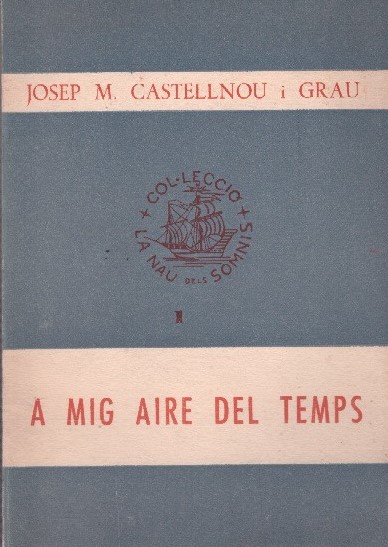 JOSEP M. CASTELLNOU i GRAU
COL·LECCIÓ
LA NAU DELS SOMNIS
I
A MIG AIRE DEL TEMPS